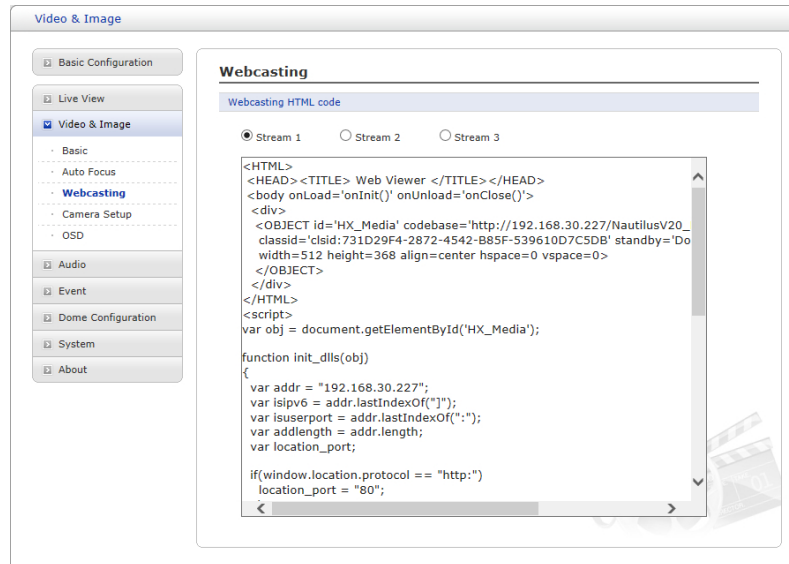 Video & Image
Basic Configuration
Live View
Video & Image
Basic
Auto Focus
Webcasting
Camera Setup
OSD
Audio
Event
Dome Configuration
System
About
Webcasting
Webcasting HTML code
Stream 1 Stream 2 Stream 3
<HTML>
<HEAD><TITLE> Web Viewer </TITLE></HEAD>
<body onLoad='onInit()' onUnload='onClose()'>
<div>
<OBJECT id='HX_Media' codebase='http://192.168.30.227/NautilusV20_
classid='clsid:731D29F4-2872-4542-B85F-539610D7C5DB' standby='Do
width=512 height=368 align=center hspace=0 vspace=0>
</OBJECT>
</div>
</HTML>
<script>
var obj = document.getElementById('HX_Media');
function init_dlls(obj)
{
var addr = "192.168.30.227";
var isipv6 = addr.lastIndexOf("]");
var isuserport = addr.lastIndexOf(":");
var addlength = addr.length;
var location_port;
if(window.location.protocol == "http:")
location_port = "80";